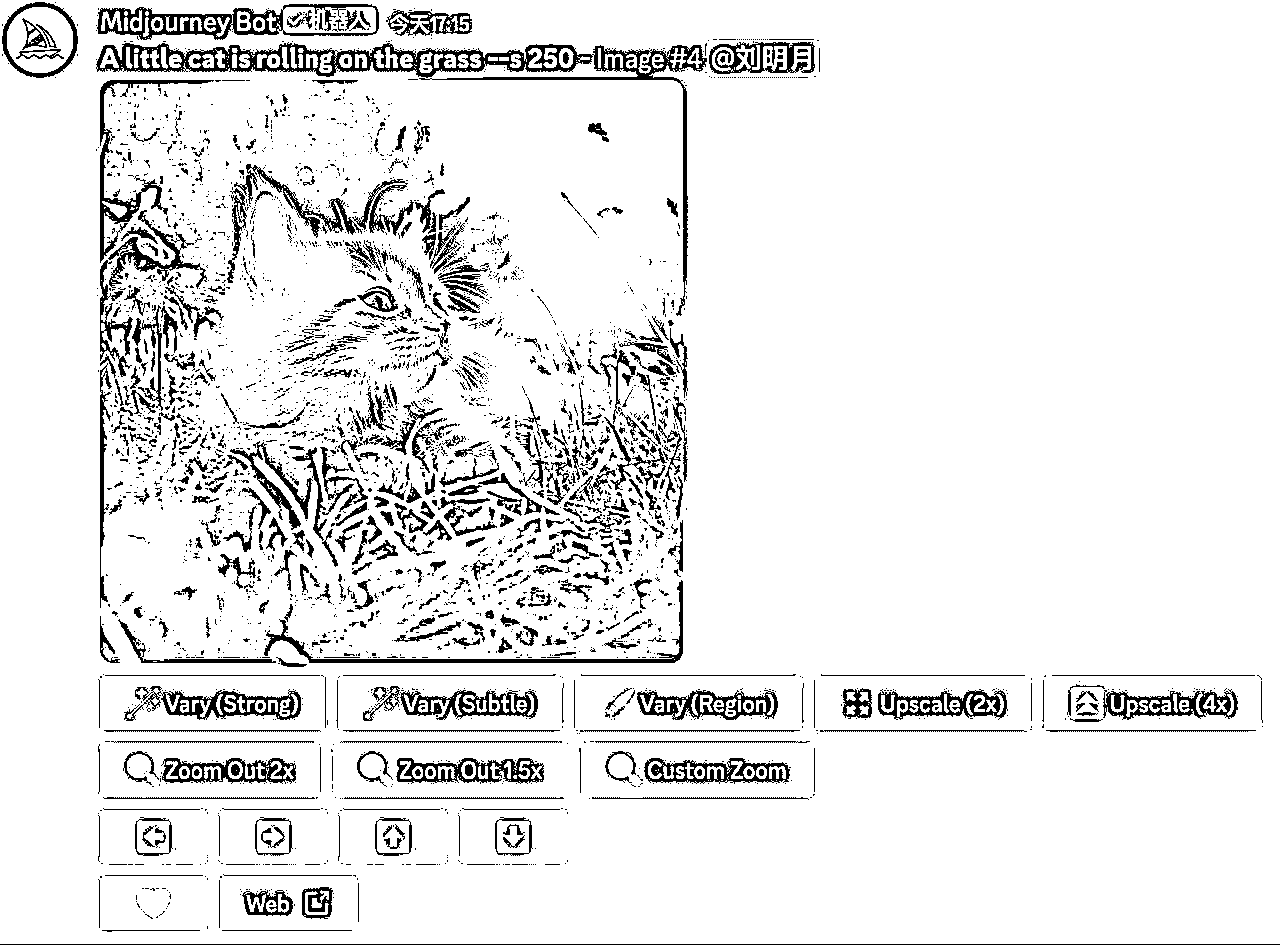 Midjourney Bot ✓机器人 今天17:15
A little cat is rolling on the grass --s 250 - Image #4 @刘明月
Vary (Strong) Vary (Subtle) Vary (Region) Upscale (2x) Upscale (4x)
Zoom Out 2x Zoom Out 1.5x Custom Zoom
Web